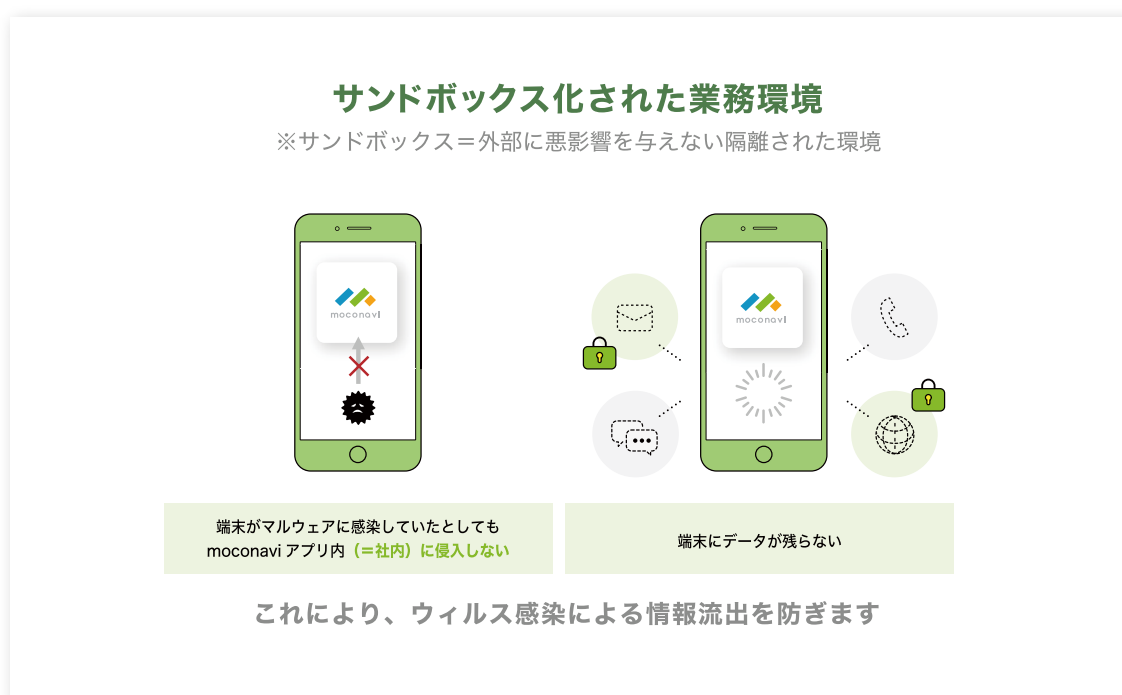 サンドボックス化された業務環境
※サンドボックス＝外部に悪影響を与えない隔離された環境
moconavi
moconavi
端末がマルウェアに感染していたとしても
moconavi アプリ内（＝社内）に侵入しない
端末にデータが残らない
これにより、ウィルス感染による情報流出を防ぎます